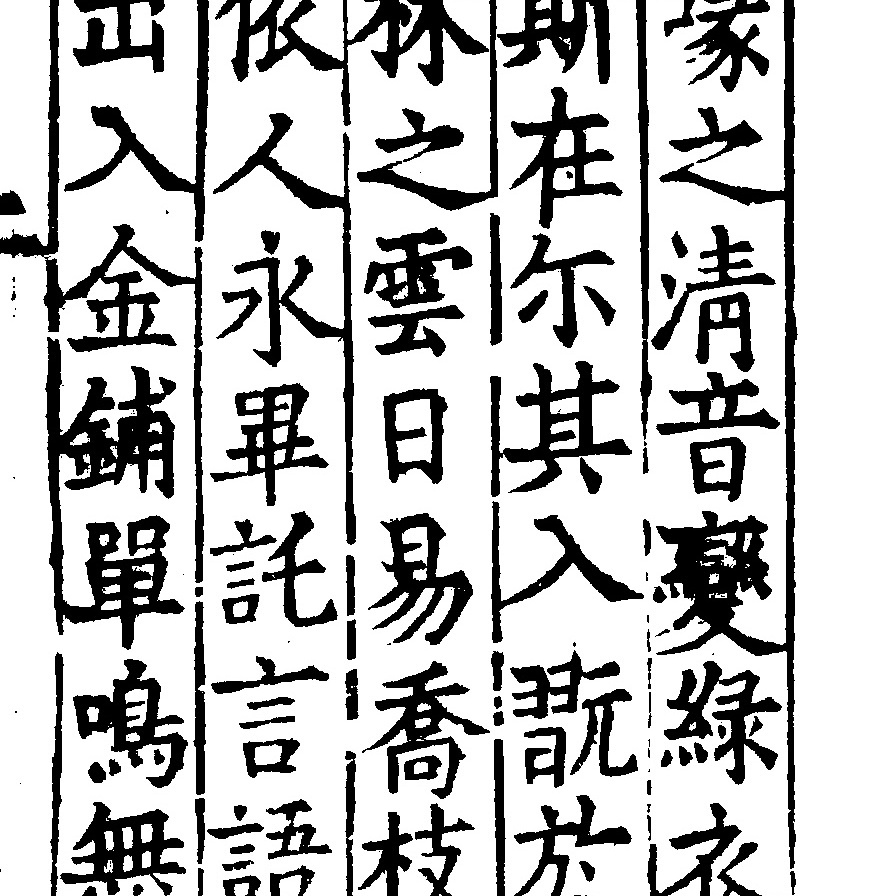 之清音變綠衣
斯在尓其入翫於
林之雲日易喬枝
依人永畢託言語
出入金鋪單鳴無